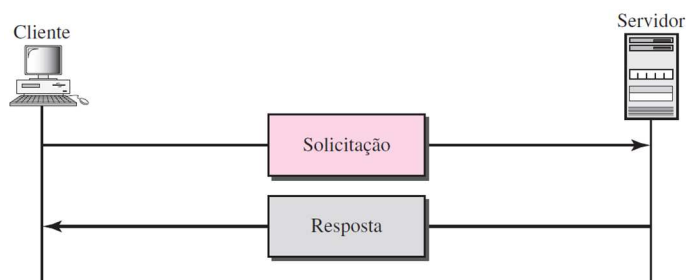 Cliente
Servidor
Solicitação
Resposta